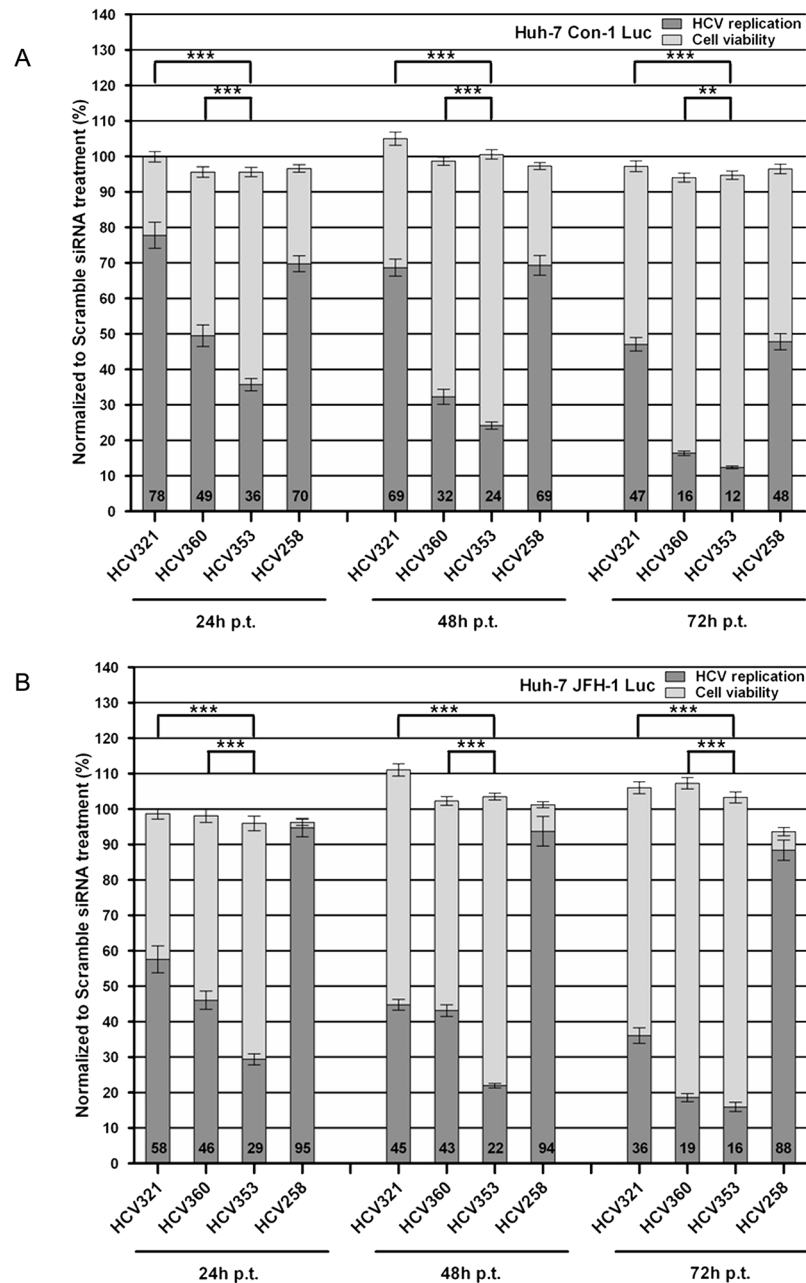 A
Normalized to Scramble siRNA treatment (%)
140
130
120
110
100
90
80
70
60
50
40
30
20
10
0
Huh-7 Con-1 Luc
HCV replication
Cell viability
*** *** ***
*** *** **
78 49 36 70 69 32 24 69 47 16 12 48
HCV321 HCV360 HCV353 HCV258 HCV321 HCV360 HCV353 HCV258 HCV321 HCV360 HCV353 HCV258
24h p.t. 48h p.t. 72h p.t.
B
Normalized to Scramble siRNA treatment (%)
140
130
120
110
100
90
80
70
60
50
40
30
20
10
0
Huh-7 JFH-1 Luc
HCV replication
Cell viability
*** *** ***
*** *** ***
58 46 29 95 45 43 22 94 36 19 16 88
HCV321 HCV360 HCV353 HCV258 HCV321 HCV360 HCV353 HCV258 HCV321 HCV360 HCV353 HCV258
24h p.t. 48h p.t. 72h p.t.